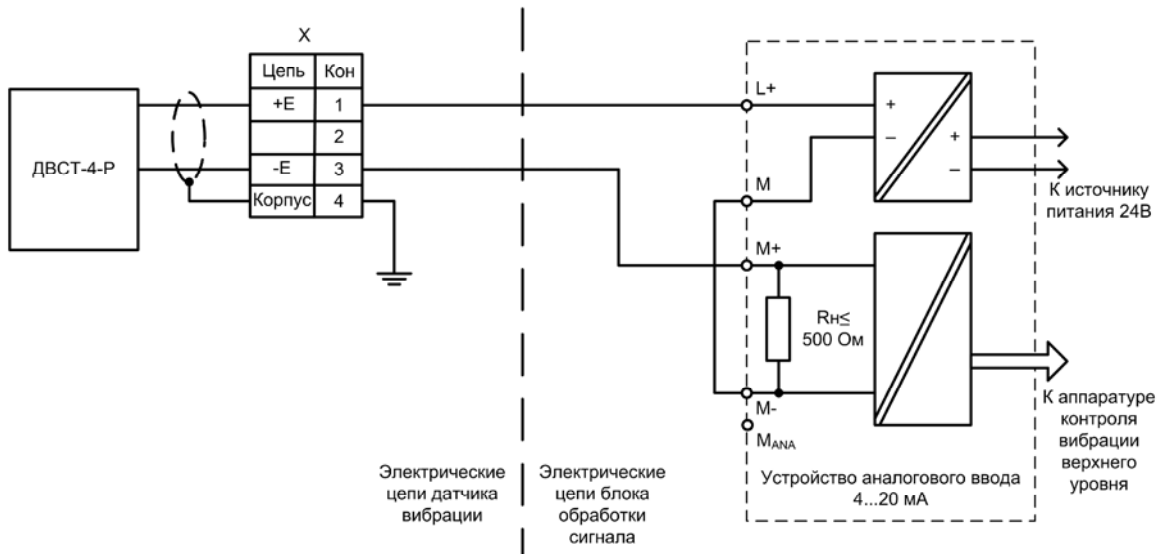 X
Цепь Кон
+E 1
2
-E 3
Корпус 4
ДВСТ-4-Р
L+
M
M+
M-
MANA
+
–
+
–
К источнику
питания 24В
Rн≤
500 Ом
К аппаратуре
контроля
вибрации
верхнего
уровня
Устройство аналогового ввода
4...20 мА
Электрические
цепи датчика
вибрации
Электрические
цепи блока
обработки
сигнала